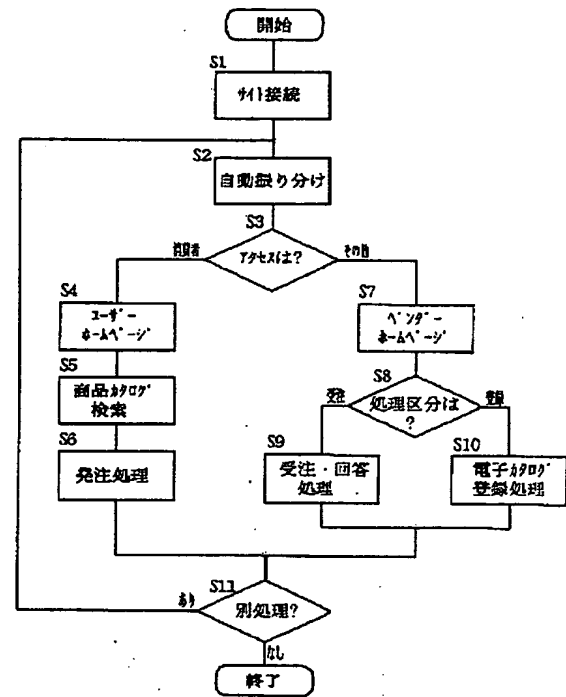 開始
S1
ｻｲﾄ接続
S2
自動振り分け
S3
ｱｸｾｽは?
その他
S4
ﾕｰｻﾞｰ
ﾎｰﾑﾍﾟｰｼﾞ
S7
ﾍﾞﾝﾀﾞｰ
ﾎｰﾑﾍﾟｰｼﾞ
S5
商品ｶﾀﾛｸﾞ
検索
S8
処理区分は
?
S6
発注処理
S9
受注・回答
処理
S10
電子ｶﾀﾛｸﾞ
登録処理
S11
別処理?
あり
なし
終了